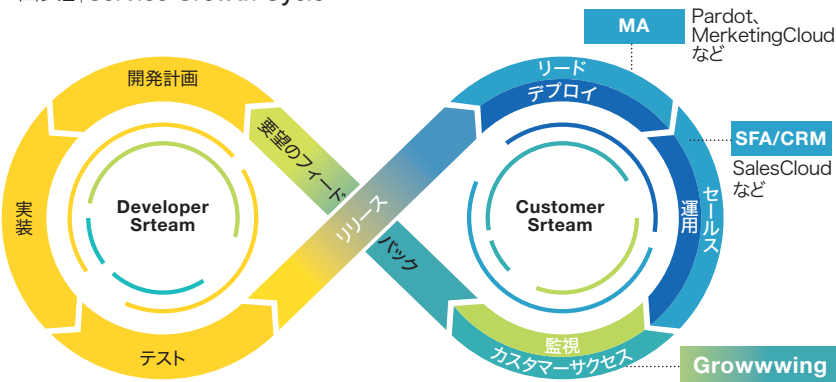 Service Growth Cycle
MA
Pardot、
MerketingCloud
など
リード
デプロイ
開発計画
要望のフィード
バック
リリース
実装
Developer
Srteam
Customer
Srteam
SFA/CRM
SalesCloud
など
運用
セールス
テスト
監視
カスタマーサクセス
Growwwing